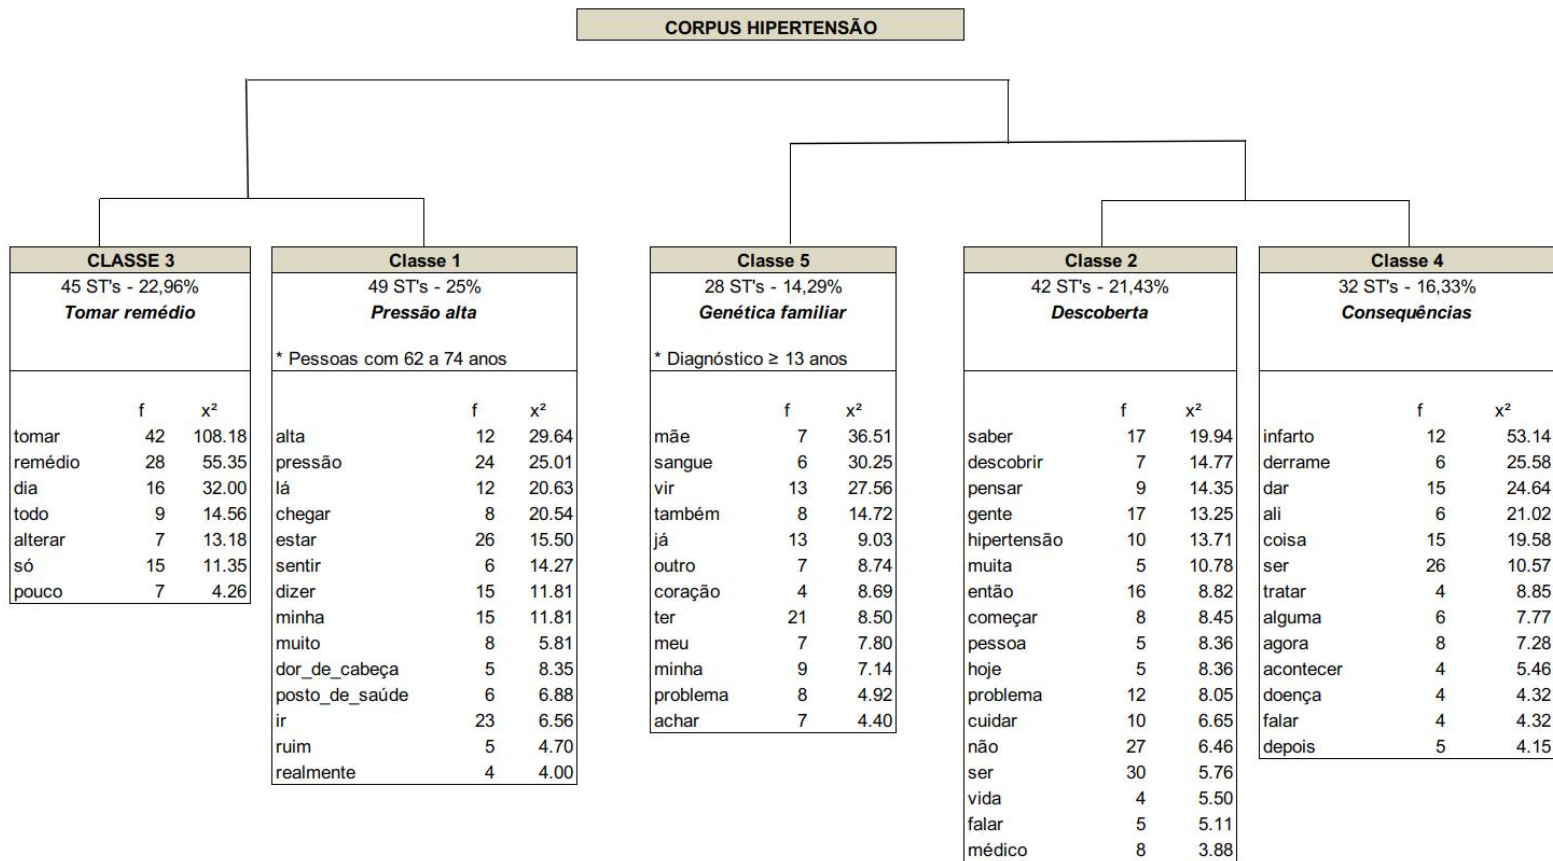 CORPUS HIPERTENSÃO
CLASSE 3
45 ST's - 22,96%
Tomar remédio
f x²
tomar 42 108.18
remédio 28 55.35
dia 16 32.00
todo 9 14.56
alterar 7 13.18
só 15 11.35
pouco 7 4.26
Classe 1
49 ST's - 25%
Pressão alta
* Pessoas com 62 a 74 anos
f x²
alta 12 29.64
pressão 24 25.01
lá 12 20.63
chegar 8 20.54
estar 26 15.50
sentir 6 14.27
dizer 15 11.81
minha 15 11.81
muito 8 5.81
dor_de_cabeça 5 8.35
posto_de_saúde 6 6.88
ir 23 6.56
ruim 5 4.70
realmente 4 4.00
Classe 5
28 ST's - 14,29%
Genética familiar
* Diagnóstico ≥ 13 anos
f x²
mãe 7 36.51
sangue 6 30.25
vir 13 27.56
também 8 14.72
já 13 9.03
outro 7 8.74
coração 4 8.69
ter 21 8.50
meu 7 7.80
minha 9 7.14
problema 8 4.92
achar 7 4.40
Classe 2
42 ST's - 21,43%
Descoberta
f x²
saber 17 19.94
descobrir 7 14.77
pensar 9 14.35
gente 17 13.25
hipertensão 10 13.71
muita 5 10.78
então 16 8.82
começar 8 8.45
pessoa 5 8.36
hoje 5 8.36
problema 12 8.05
cuidar 10 6.65
não 27 6.46
ser 30 5.76
vida 4 5.50
falar 5 5.11
médico 8 3.88
Classe 4
32 ST's - 16,33%
Consequências
f x²
infarto 12 53.14
derrame 6 25.58
dar 15 24.64
ali 6 21.02
coisa 15 19.58
ser 26 10.57
tratar 4 8.85
alguma 6 7.77
agora 8 7.28
acontecer 4 5.46
doença 4 4.32
falar 4 4.32
depois 5 4.15